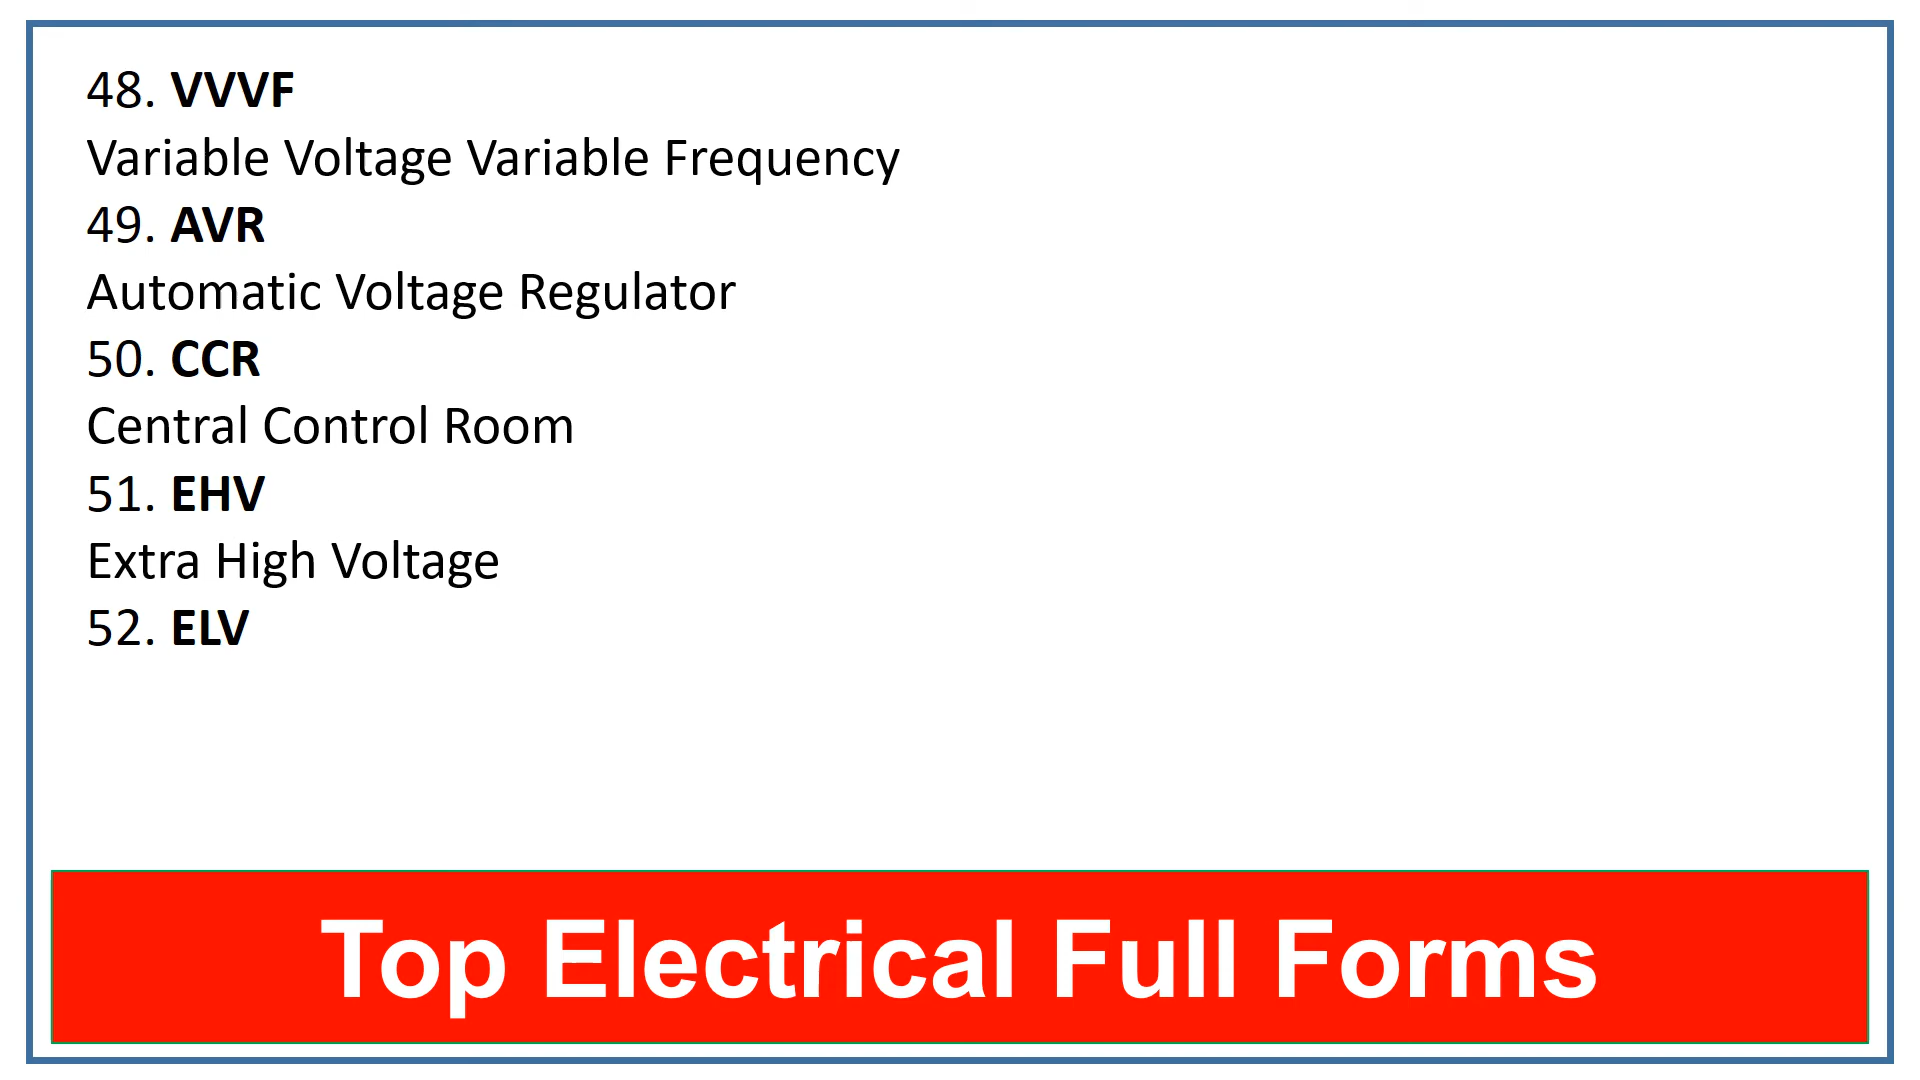 48. VVVF
Variable Voltage Variable Frequency
49. AVR
Automatic Voltage Regulator
50. CCR
Central Control Room
51. EHV
Extra High Voltage
52. ELV
Top Electrical Full Forms